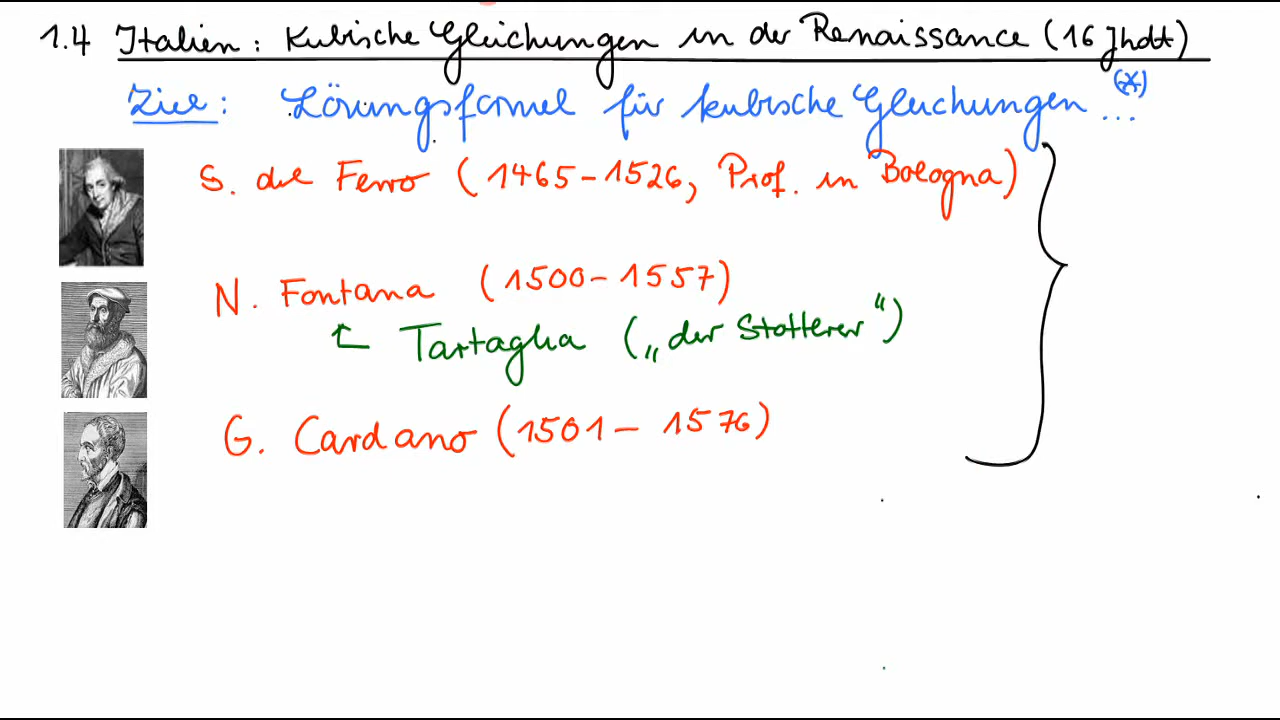 1.4 Italien: Kubische Gleichungen in der Renaissance (16 Jhdt)
Ziel: Lösungsformel für kubische Gleichungen ... (*)
S. del Ferro (1465-1526, Prof. in Bologna)
N. Fontana (1500-1557)
Tartaglia („der Stotterer“)
G. Cardano (1501-1576)